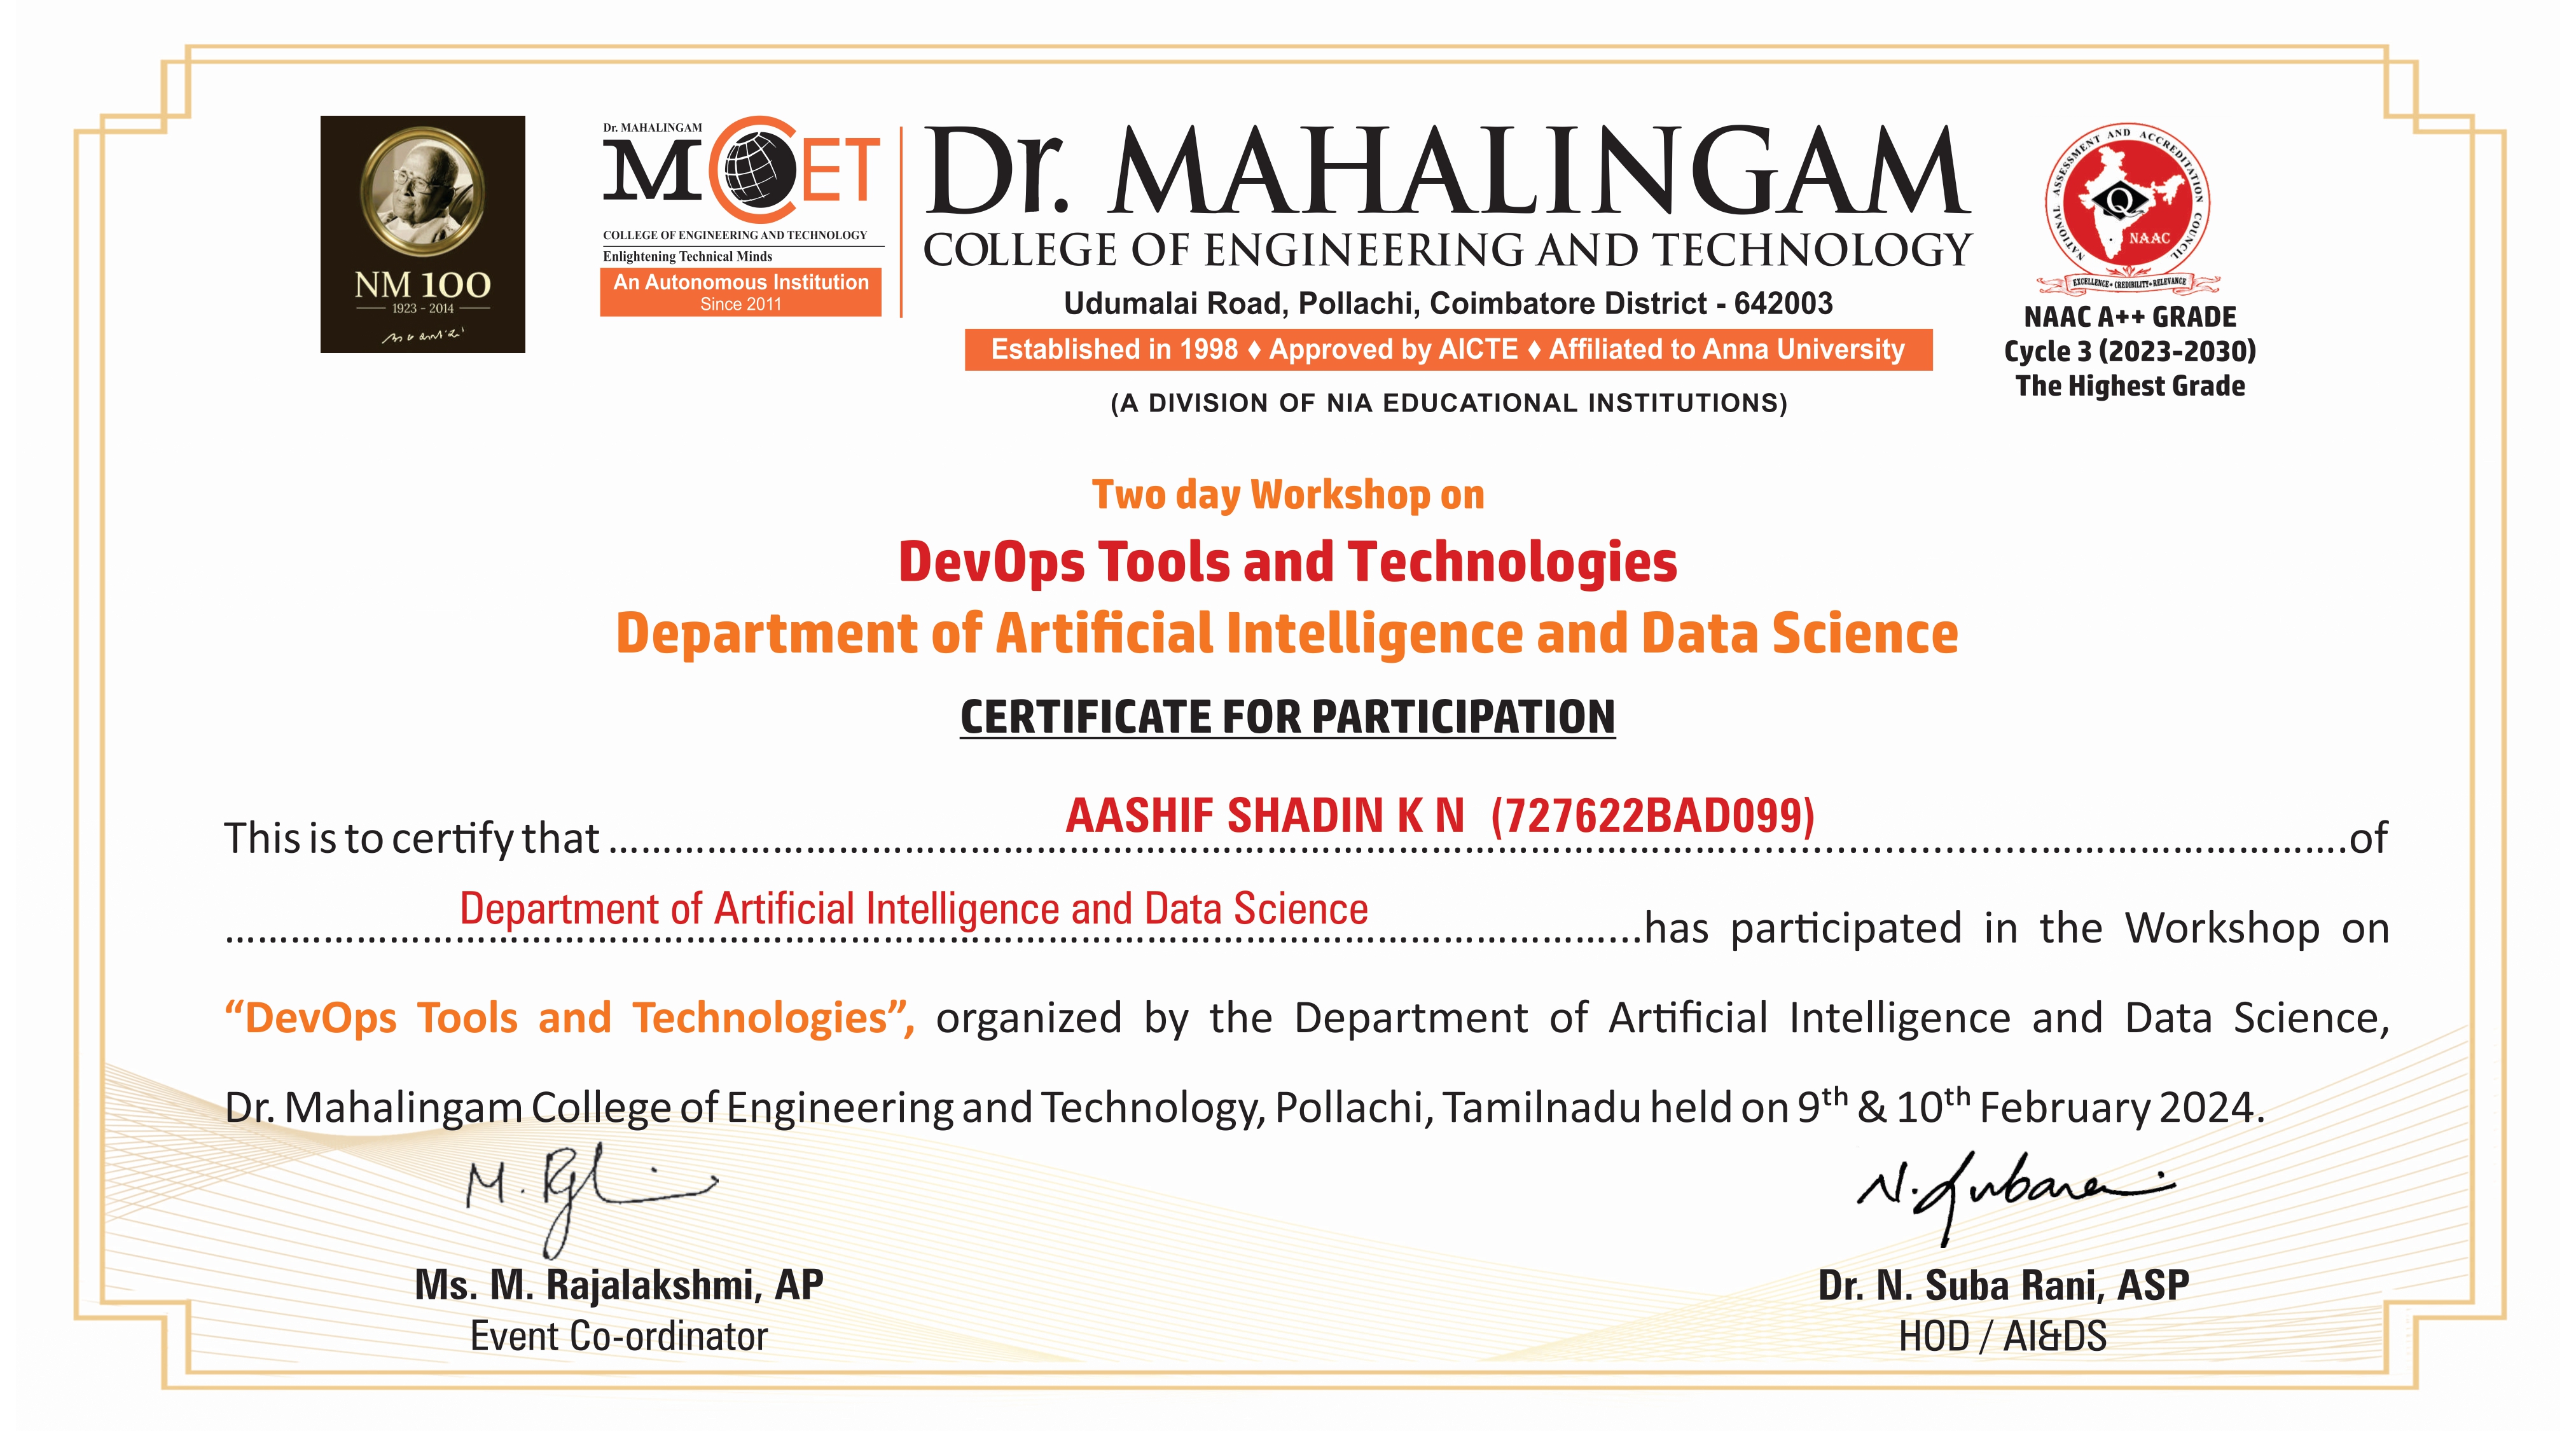 NM 100
1923 - 2014
Dr. MAHALINGAM
MCET
COLLEGE OF ENGINEERING AND TECHNOLOGY
Enlightening Technical Minds
An Autonomous Institution
Since 2011
Dr. MAHALINGAM
COLLEGE OF ENGINEERING AND TECHNOLOGY
Udumalai Road, Pollachi, Coimbatore District - 642003
Established in 1998 ♦ Approved by AICTE ♦ Affiliated to Anna University
(A DIVISION OF NIA EDUCATIONAL INSTITUTIONS)
NATIONAL ASSESSMENT AND ACCREDITATION COUNCIL
Q
NAAC
EXCELLENCE • CREDIBILITY • RELEVANCE
NAAC A++ GRADE
Cycle 3 (2023-2030)
The Highest Grade
Two day Workshop on
DevOps Tools and Technologies
Department of Artificial Intelligence and Data Science
CERTIFICATE FOR PARTICIPATION
This is to certify that AASHIF SHADIN K N (727622BAD099) of
Department of Artificial Intelligence and Data Science has participated in the Workshop on
“DevOps Tools and Technologies”, organized by the Department of Artificial Intelligence and Data Science,
Dr. Mahalingam College of Engineering and Technology, Pollachi, Tamilnadu held on 9th & 10th February 2024.
Ms. M. Rajalakshmi, AP
Event Co-ordinator
Dr. N. Suba Rani, ASP
HOD / AI&DS